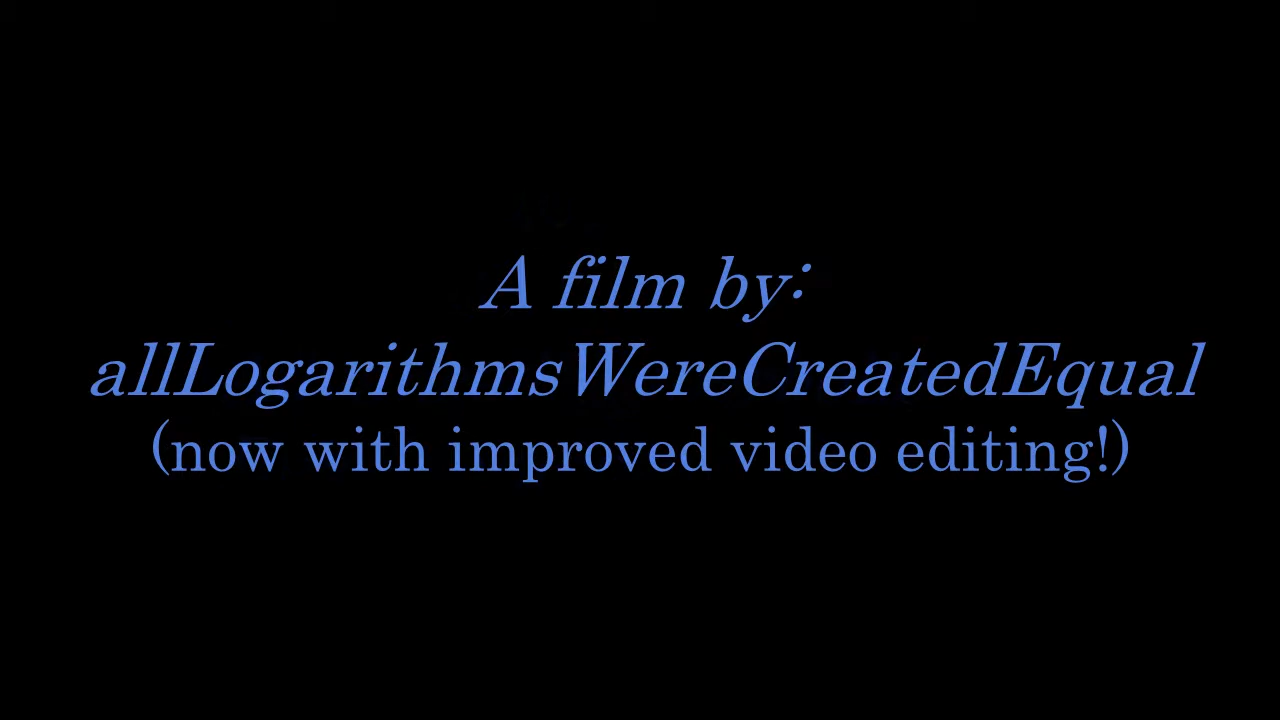 A film by:
allLogarithmsWereCreatedEqual
(now with improved video editing!)